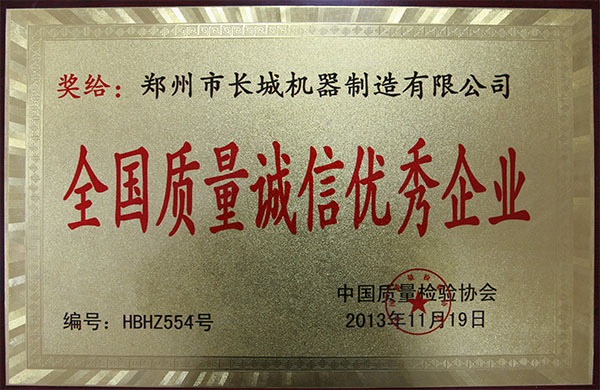 奖给：郑州市长城机器制造有限公司
全国质量诚信优秀企业
中国质量检验协会
编号：HBHZ554号
2013年11月19日